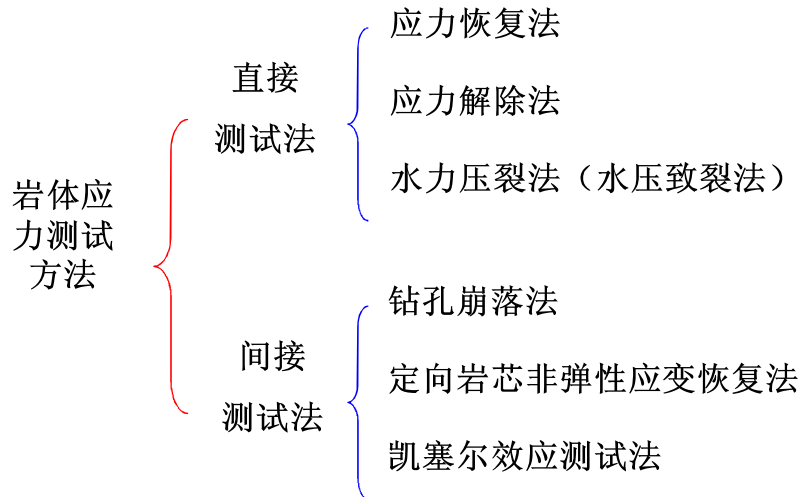 岩体应
力测试
方法
直接
测试法
应力恢复法
应力解除法
水力压裂法（水压致裂法）
间接
测试法
钻孔崩落法
定向岩芯非弹性应变恢复法
凯塞尔效应测试法